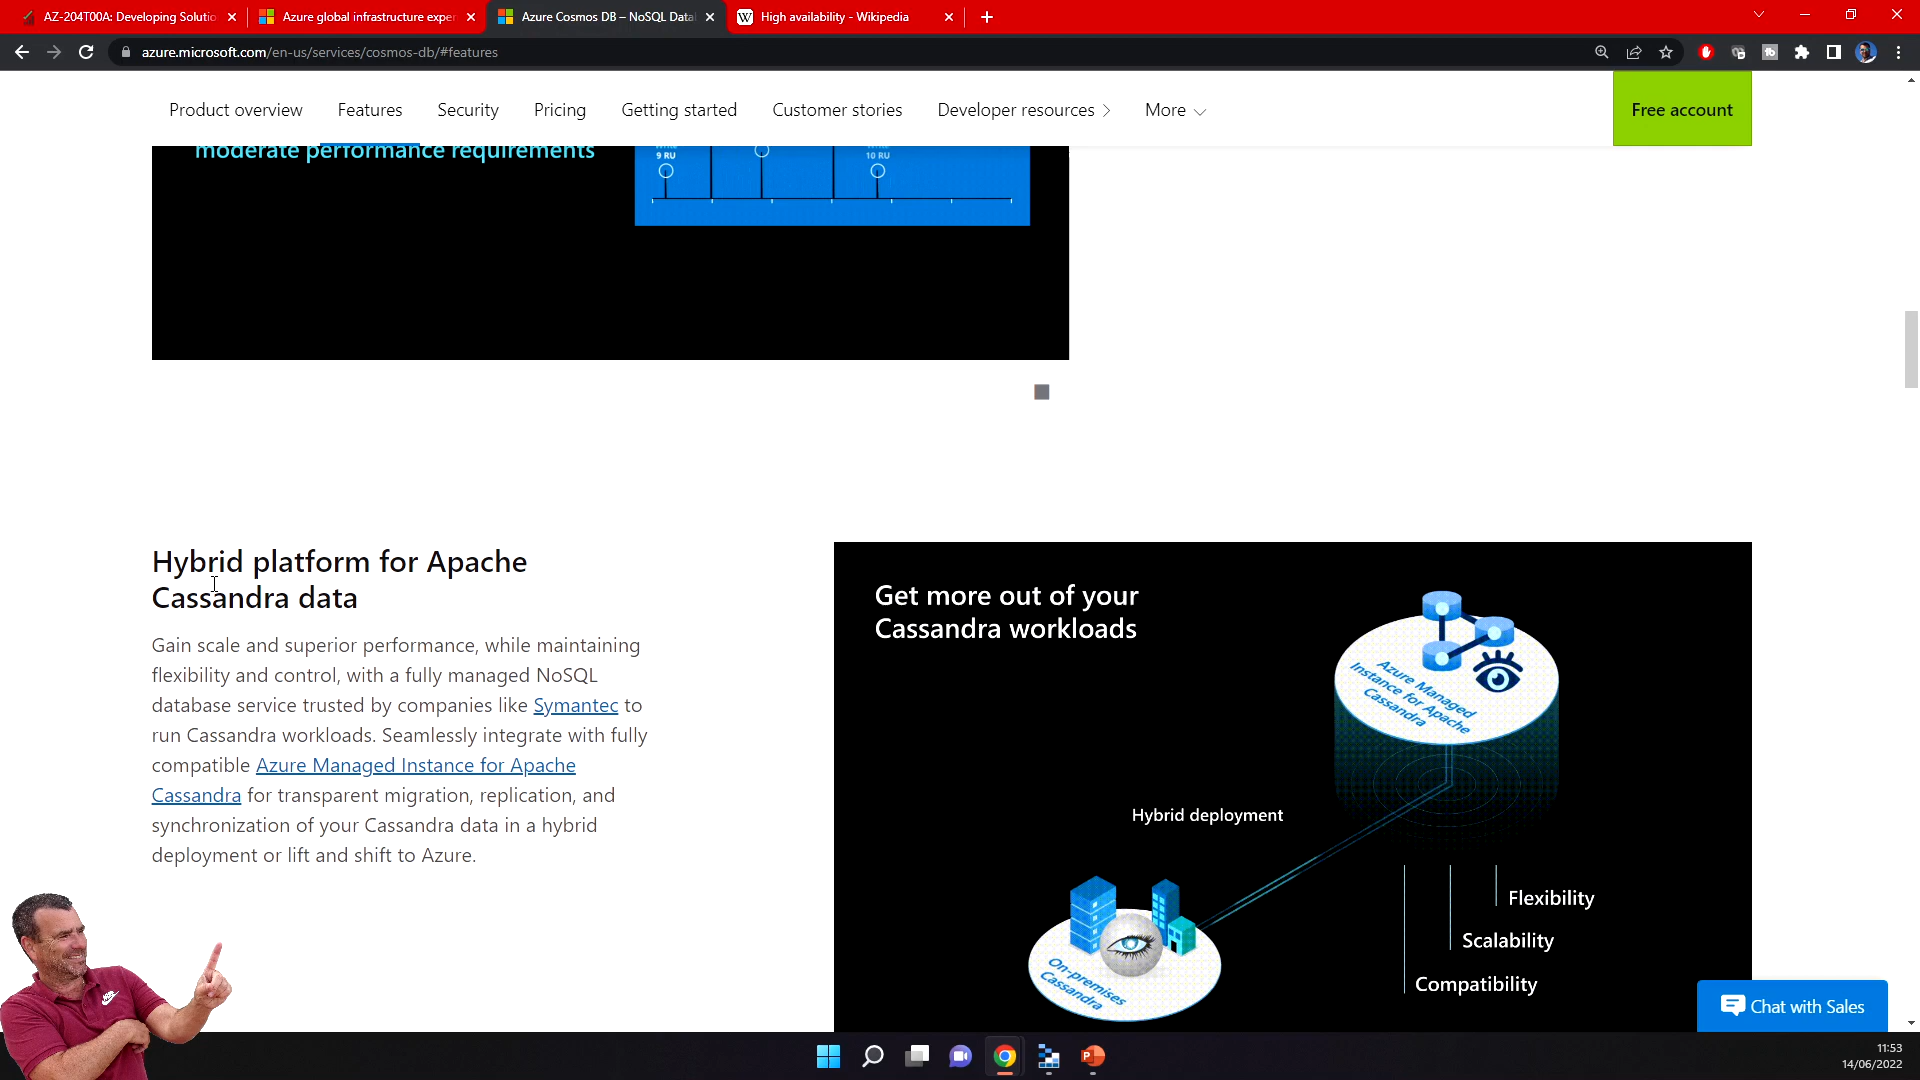 AZ-204T00A: Developing Solutio
Azure global infrastructure exper
Azure Cosmos DB – NoSQL Data
High availability - Wikipedia
azure.microsoft.com/en-us/services/cosmos-db/#features
Product overview
Features
Security
Pricing
Getting started
Customer stories
Developer resources
More
Free account
moderate performance requirements
9 RU
10 RU
Hybrid platform for Apache
Cassandra data
Gain scale and superior performance, while maintaining
flexibility and control, with a fully managed NoSQL
database service trusted by companies like Symantec to
run Cassandra workloads. Seamlessly integrate with fully
compatible Azure Managed Instance for Apache
Cassandra for transparent migration, replication, and
synchronization of your Cassandra data in a hybrid
deployment or lift and shift to Azure.
Get more out of your
Cassandra workloads
Azure Managed
Instance for Apache
Cassandra
Hybrid deployment
On-premises
Cassandra
Flexibility
Scalability
Compatibility
Chat with Sales
11:53
14/06/2022